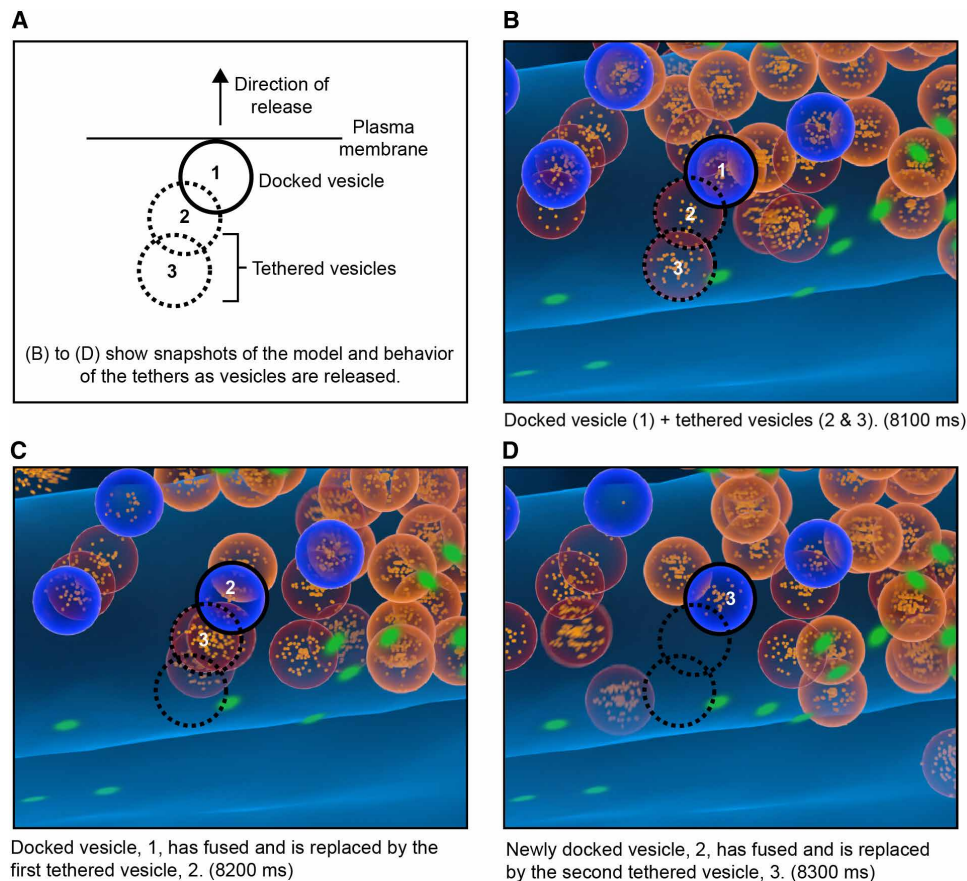 A
Direction of
release
Plasma
membrane
1
Docked vesicle
2
3
Tethered vesicles
(B) to (D) show snapshots of the model and behavior
of the tethers as vesicles are released.
B
1
2
3
Docked vesicle (1) + tethered vesicles (2 & 3). (8100 ms)
C
2
3
Docked vesicle, 1, has fused and is replaced by the
first tethered vesicle, 2. (8200 ms)
D
3
Newly docked vesicle, 2, has fused and is replaced
by the second tethered vesicle, 3. (8300 ms)